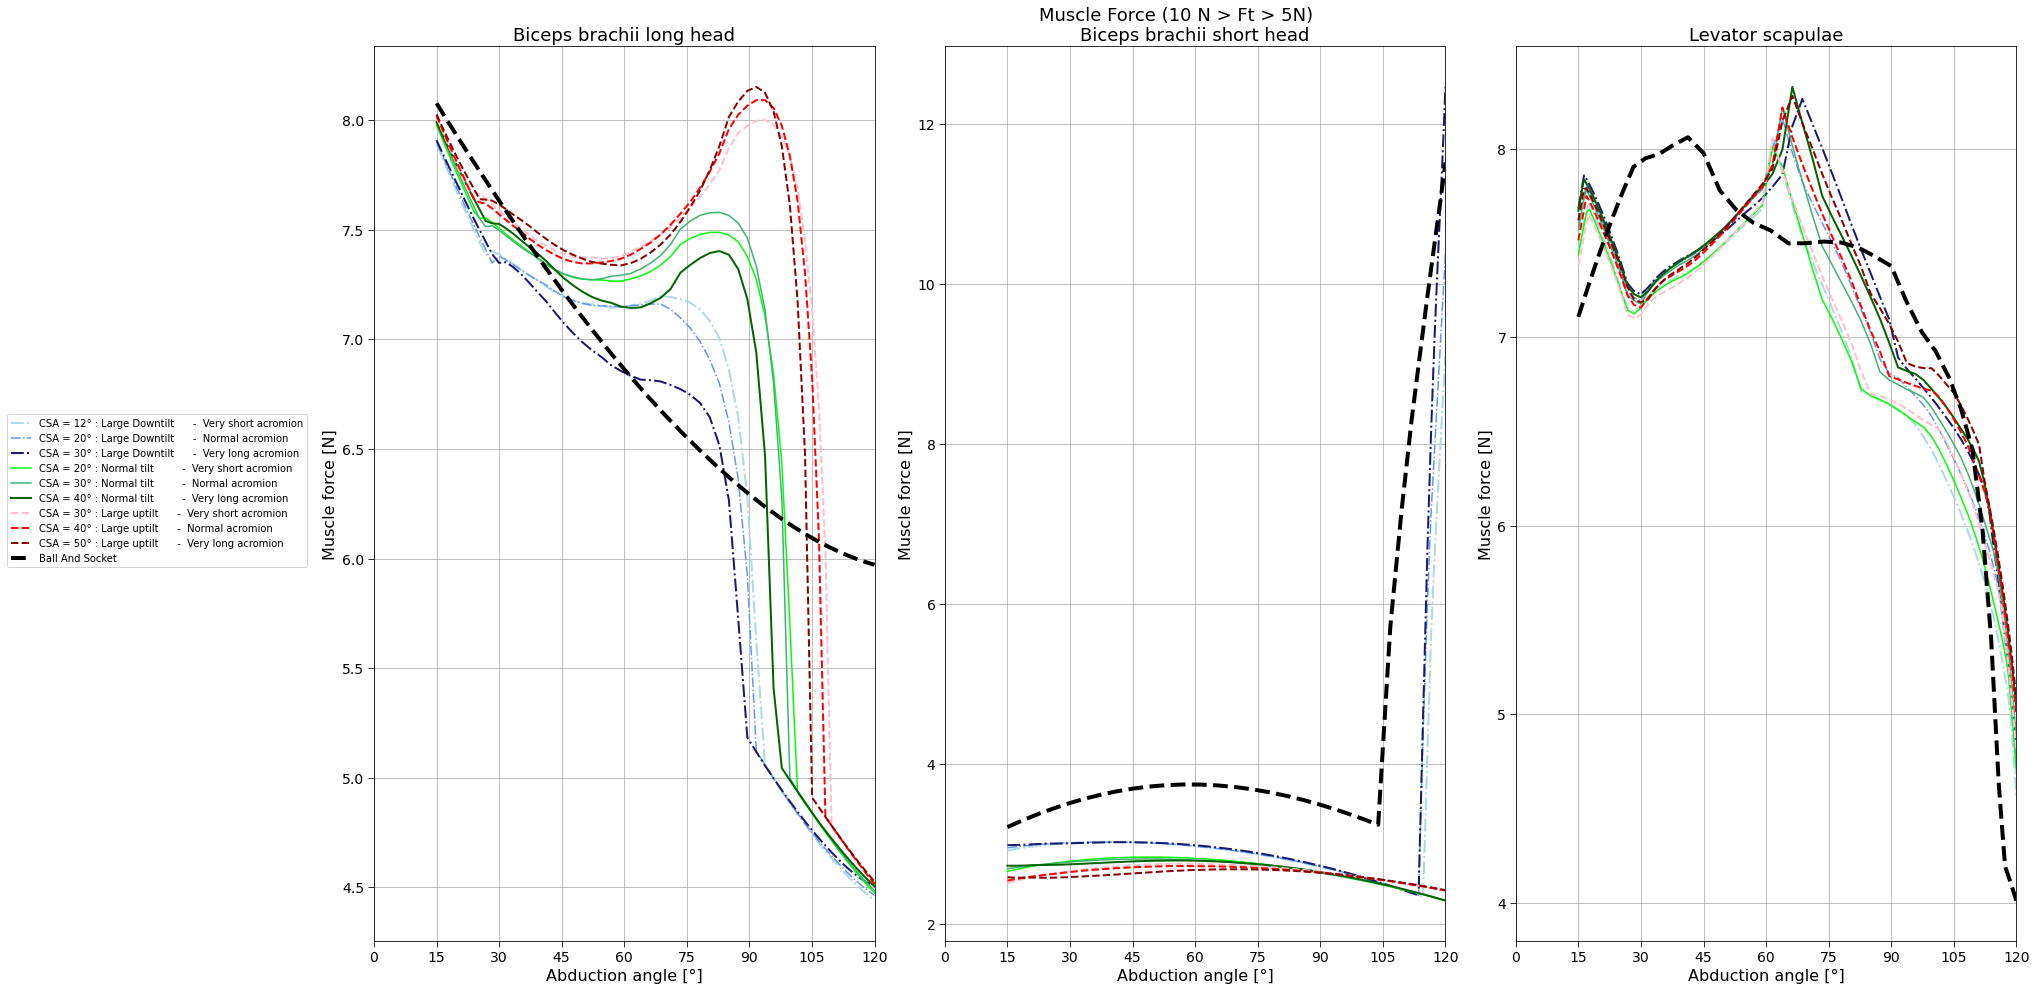 Muscle Force (10 N > Ft > 5N)
Biceps brachii long head
Biceps brachii short head
Levator scapulae
CSA = 12° : Large Downtilt - Very short acromion
CSA = 20° : Large Downtilt - Normal acromion
CSA = 30° : Large Downtilt - Very long acromion
CSA = 20° : Normal tilt - Very short acromion
CSA = 30° : Normal tilt - Normal acromion
CSA = 40° : Normal tilt - Very long acromion
CSA = 30° : Large uptilt - Very short acromion
CSA = 40° : Large uptilt - Normal acromion
CSA = 50° : Large uptilt - Very long acromion
Ball And Socket
Muscle force [N]
8.0
7.5
7.0
6.5
6.0
5.5
5.0
4.5
0 15 30 45 60 75 90 105 120
Abduction angle [°]
Muscle force [N]
12
10
8
6
4
2
0 15 30 45 60 75 90 105 120
Abduction angle [°]
Muscle force [N]
8
7
6
5
4
0 15 30 45 60 75 90 105 120
Abduction angle [°]